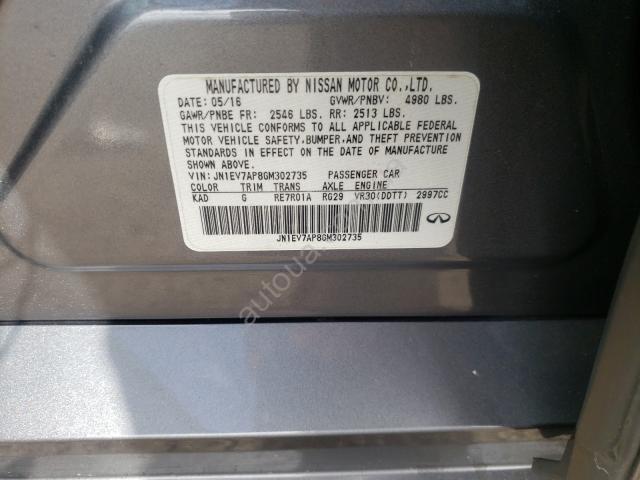 MANUFACTURED BY NISSAN MOTOR CO.,LTD.
DATE: 05/16 GVWR/PNBV: 4980 LBS.
GAWR/PNBE FR: 2546 LBS. RR: 2513 LBS.
THIS VEHICLE CONFORMS TO ALL APPLICABLE FEDERAL
MOTOR VEHICLE SAFETY, BUMPER, AND THEFT PREVENTION
STANDARDS IN EFFECT ON THE DATE OF MANUFACTURE
SHOWN ABOVE.
VIN: JN1EV7AP8GM302735 PASSENGER CAR
COLOR TRIM TRANS AXLE ENGINE
KAD G RE7R01A RG29 VR30(DDTT) 2997CC
JN1EV7AP8GM302735